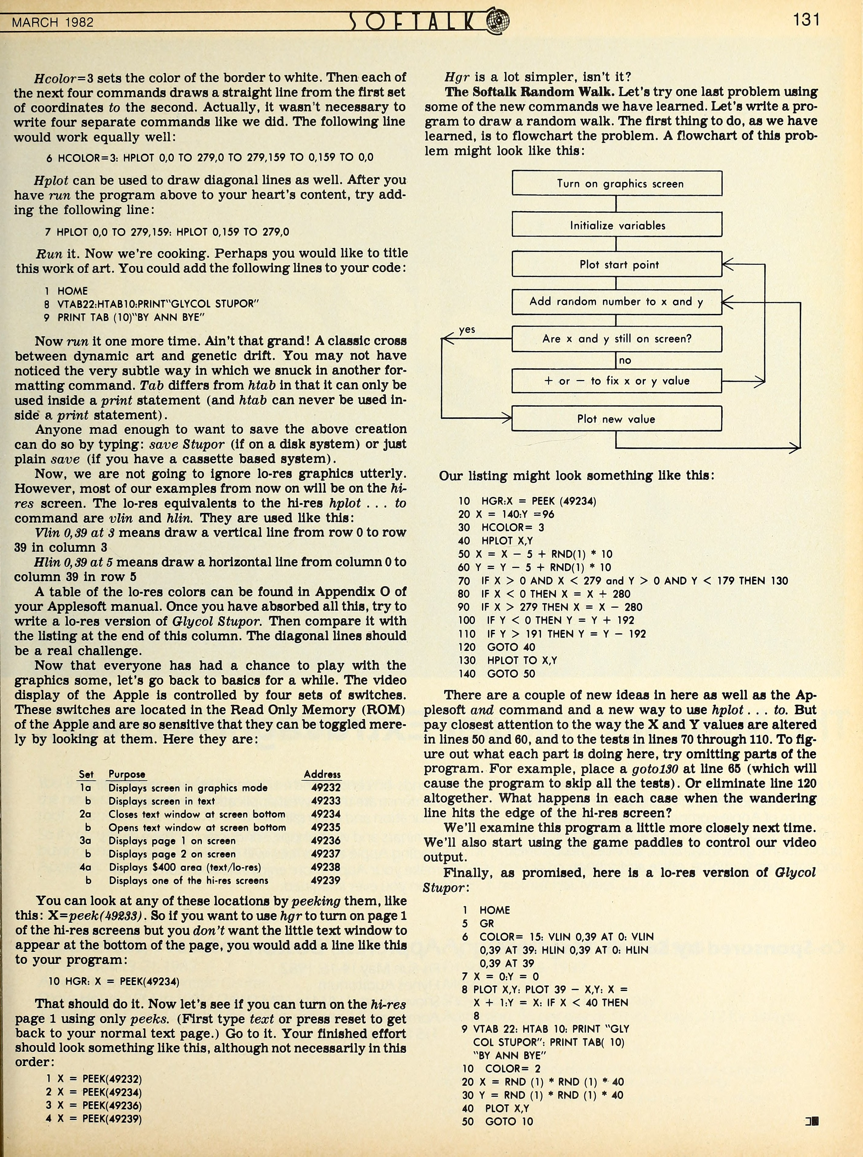 MARCH 1982
SOFTALK
131
Hcolor=3 sets the color of the border to white. Then each of
the next four commands draws a straight line from the first set
of coordinates to the second. Actually, it wasn't necessary to
write four separate commands like we did. The following line
would work equally well:
6 HCOLOR=3: HPLOT 0,0 TO 279,0 TO 279,159 TO 0,159 TO 0,0
Hplot can be used to draw diagonal lines as well. After you
have run the program above to your heart's content, try add-
ing the following line:
7 HPLOT 0,0 TO 279,159: HPLOT 0,159 TO 279,0
Run it. Now we're cooking. Perhaps you would like to title
this work of art. You could add the following lines to your code:
1 HOME
8 VTAB22:HTAB10:PRINT"GLYCOL STUPOR"
9 PRINT TAB (10)"BY ANN BYE"
Now run it one more time. Ain't that grand! A classic cross
between dynamic art and genetic drift. You may not have
noticed the very subtle way in which we snuck in another for-
matting command. Tab differs from htab in that it can only be
used inside a print statement (and htab can never be used in-
side a print statement).
Anyone mad enough to want to save the above creation
can do so by typing: save Stupor (if on a disk system) or just
plain save (if you have a cassette based system).
Now, we are not going to ignore lo-res graphics utterly.
However, most of our examples from now on will be on the hi-
res screen. The lo-res equivalents to the hi-res hplot . . . to
command are vlin and hlin. They are used like this:
Vlin 0,39 at 3 means draw a vertical line from row 0 to row
39 in column 3
Hlin 0,39 at 5 means draw a horizontal line from column 0 to
column 39 in row 5
A table of the lo-res colors can be found in Appendix O of
your Applesoft manual. Once you have absorbed all this, try to
write a lo-res version of Glycol Stupor. Then compare it with
the listing at the end of this column. The diagonal lines should
be a real challenge.
Now that everyone has had a chance to play with the
graphics some, let's go back to basics for a while. The video
display of the Apple is controlled by four sets of switches.
These switches are located in the Read Only Memory (ROM)
of the Apple and are so sensitive that they can be toggled mere-
ly by looking at them. Here they are:
Set Purpose Address
1a Displays screen in graphics mode 49232
b Displays screen in text 49233
2a Closes text window at screen bottom 49234
b Opens text window at screen bottom 49235
3a Displays page 1 on screen 49236
b Displays page 2 on screen 49237
4a Displays $400 area (text/lo-res) 49238
b Displays one of the hi-res screens 49239
You can look at any of these locations by peeking them, like
this: X=peek(49233). So if you want to use hgr to turn on page 1
of the hi-res screens but you don't want the little text window to
appear at the bottom of the page, you would add a line like this
to your program:
10 HGR: X = PEEK(49234)
That should do it. Now let's see if you can turn on the hi-res
page 1 using only peeks. (First type text or press reset to get
back to your normal text page.) Go to it. Your finished effort
should look something like this, although not necessarily in this
order:
1 X = PEEK(49232)
2 X = PEEK(49234)
3 X = PEEK(49236)
4 X = PEEK(49239)
Hgr is a lot simpler, isn't it?
The Softalk Random Walk. Let's try one last problem using
some of the new commands we have learned. Let's write a pro-
gram to draw a random walk. The first thing to do, as we have
learned, is to flowchart the problem. A flowchart of this prob-
lem might look like this:
Turn on graphics screen
Initialize variables
Plot start point
Add random number to x and y
yes
Are x and y still on screen?
no
+ or − to fix x or y value
Plot new value
Our listing might look something like this:
10 HGR:X = PEEK (49234)
20 X = 140:Y =96
30 HCOLOR= 3
40 HPLOT X,Y
50 X = X − 5 + RND(1) * 10
60 Y = Y − 5 + RND(1) * 10
70 IF X > 0 AND X < 279 and Y > 0 AND Y < 179 THEN 130
80 IF X < 0 THEN X = X + 280
90 IF X > 279 THEN X = X − 280
100 IF Y < 0 THEN Y = Y + 192
110 IF Y > 191 THEN Y = Y − 192
120 GOTO 40
130 HPLOT TO X,Y
140 GOTO 50
There are a couple of new ideas in here as well as the Ap-
plesoft and command and a new way to use hplot . . . to. But
pay closest attention to the way the X and Y values are altered
in lines 50 and 60, and to the tests in lines 70 through 110. To fig-
ure out what each part is doing here, try omitting parts of the
program. For example, place a goto130 at line 65 (which will
cause the program to skip all the tests). Or eliminate line 120
altogether. What happens in each case when the wandering
line hits the edge of the hi-res screen?
We'll examine this program a little more closely next time.
We'll also start using the game paddles to control our video
output.
Finally, as promised, here is a lo-res version of Glycol
Stupor:
1 HOME
5 GR
6 COLOR= 15: VLIN 0,39 AT 0: VLIN
0,39 AT 39: HLIN 0,39 AT 0: HLIN
0,39 AT 39
7 X = 0:Y = 0
8 PLOT X,Y: PLOT 39 − X,Y: X =
X + 1:Y = X: IF X < 40 THEN
8
9 VTAB 22: HTAB 10: PRINT "GLY
COL STUPOR": PRINT TAB( 10)
"BY ANN BYE"
10 COLOR= 2
20 X = RND (1) * RND (1) * 40
30 Y = RND (1) * RND (1) * 40
40 PLOT X,Y
50 GOTO 10